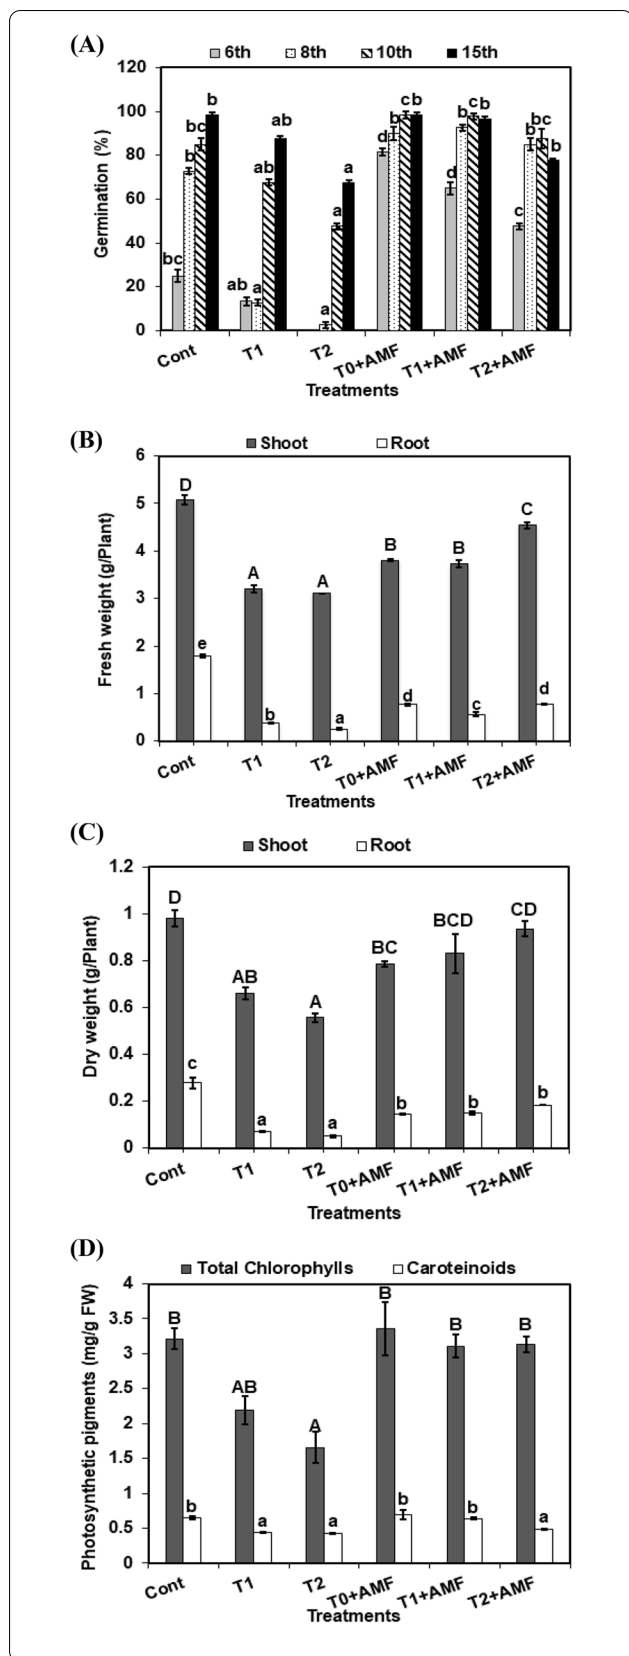 (A)
6th 8th 10th 15th
120
100
80
60
40
20
0
Germination (%)
bc b bc b
ab a ab ab
a a a
d b c b
d b c b
c b bc b
Cont T1 T2 T0+AMF T1+AMF T2+AMF
Treatments
(B)
Shoot Root
6
5
4
3
2
1
0
Fresh weight (g/Plant)
D e A b A a B d B c C d
Cont T1 T2 T0+AMF T1+AMF T2+AMF
Treatments
(C)
Shoot Root
1.2
1
0.8
0.6
0.4
0.2
0
Dry weight (g/Plant)
D c AB a A a BC b BCD b CD b
Cont T1 T2 T0+AMF T1+AMF T2+AMF
Treatments
(D)
Total Chlorophylls Caroteinoids
4
3.5
3
2.5
2
1.5
1
0.5
0
Photosynthetic pigments (mg/g FW)
B b AB a A a B b B b B a
Cont T1 T2 T0+AMF T1+AMF T2+AMF
Treatments